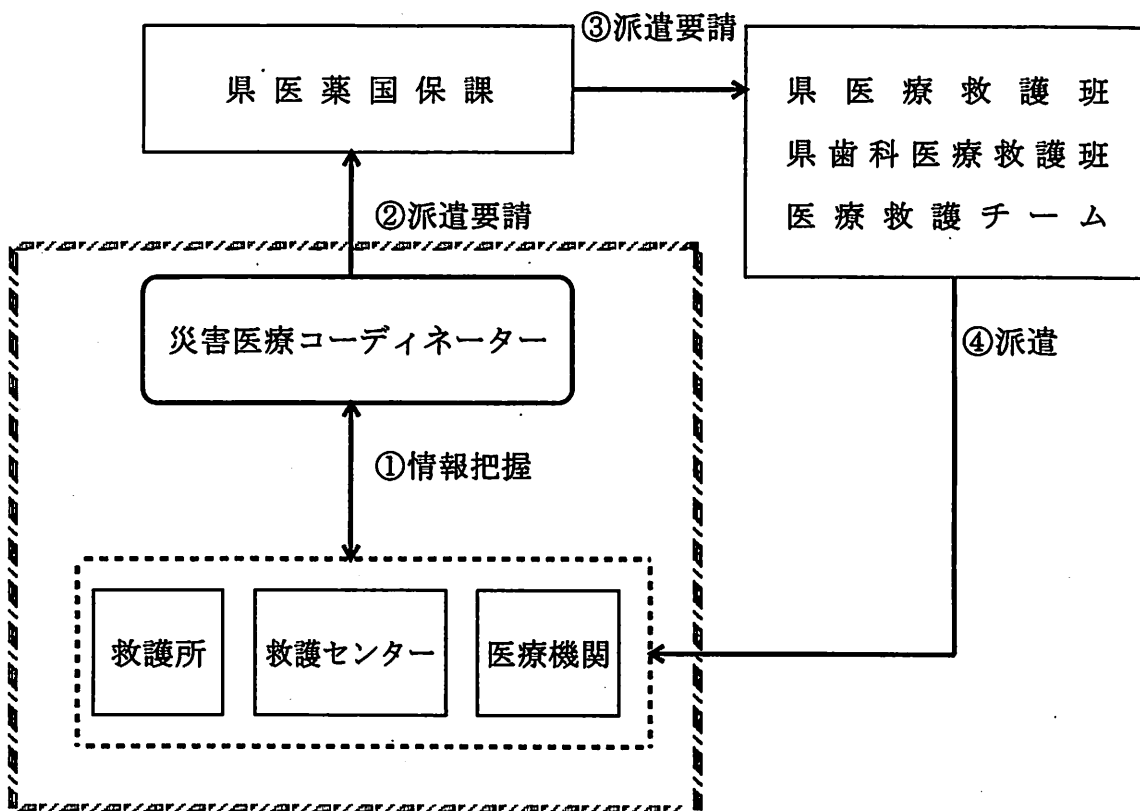 ③派遣要請
県医薬国保課
県医療救護班
県歯科医療救護班
医療救護チーム
②派遣要請
災害医療コーディネーター
④派遣
①情報把握
救護所
救護センター
医療機関